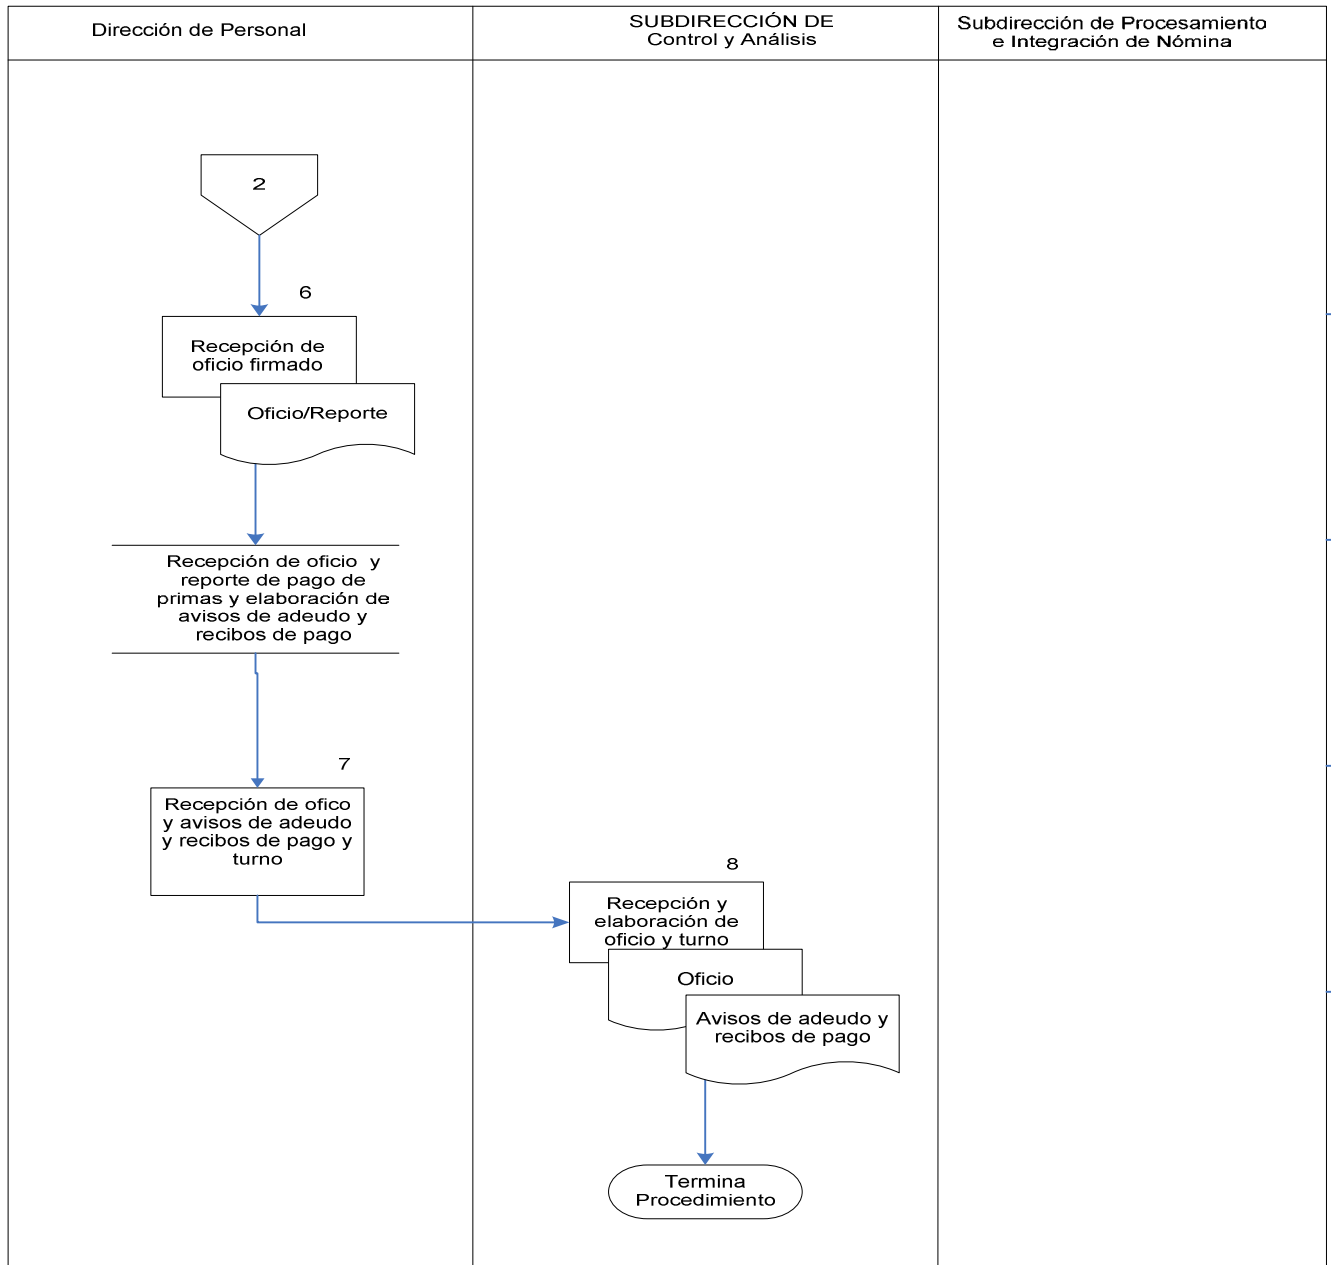 Dirección de Personal
SUBDIRECCIÓN DE
Control y Análisis
Subdirección de Procesamiento
e Integración de Nómina
2
6
Recepción de
oficio firmado
Oficio/Reporte
Recepción de oficio y
reporte de pago de
primas y elaboración de
avisos de adeudo y
recibos de pago
7
Recepción de ofico
y avisos de adeudo
y recibos de pago y
turno
8
Recepción y
elaboración de
oficio y turno
Oficio
Avisos de adeudo y
recibos de pago
Termina
Procedimiento